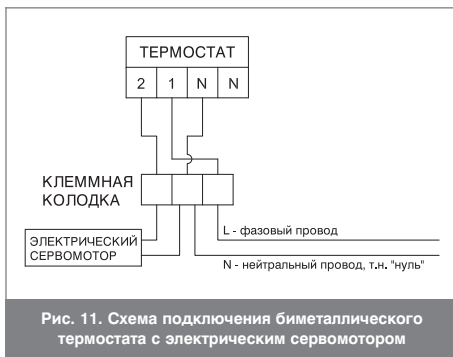 ТЕРМОСТАТ
2 1 N N
КЛЕММНАЯ
КОЛОДКА
L - фазовый провод
ЭЛЕКТРИЧЕСКИЙ
СЕРВОМОТОР
N - нейтральный провод, т.н. "нуль"
Рис. 11. Схема подключения биметаллического
термостата с электрическим сервомотором